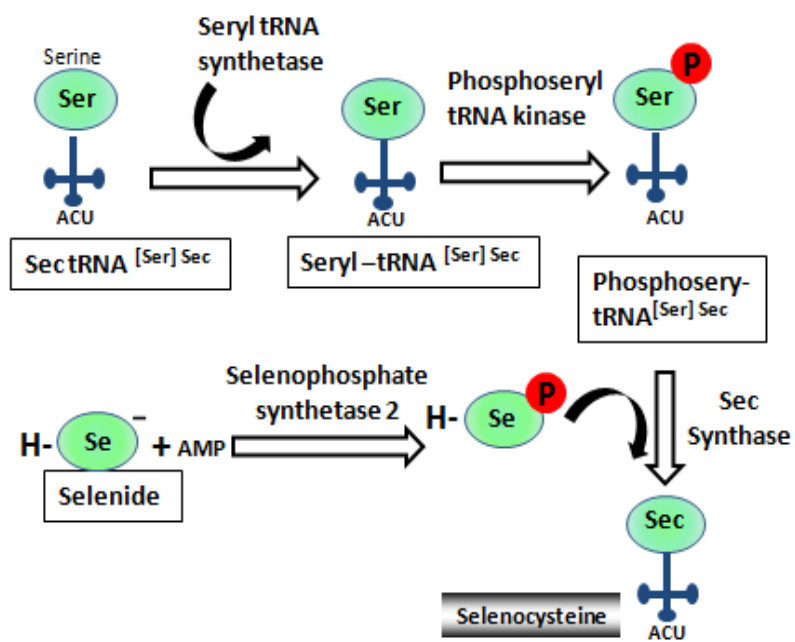 Seryl tRNA
synthetase
Serine
Ser
ACU
Sec tRNA [Ser] Sec
Ser
ACU
Seryl –tRNA [Ser] Sec
Phosphoseryl
tRNA kinase
P
Ser
ACU
Phosphosery-
tRNA[Ser] Sec
Selenophosphate
synthetase 2
H- Se – + AMP
Selenide
H- Se P
Sec
Synthase
Sec
ACU
Selenocysteine